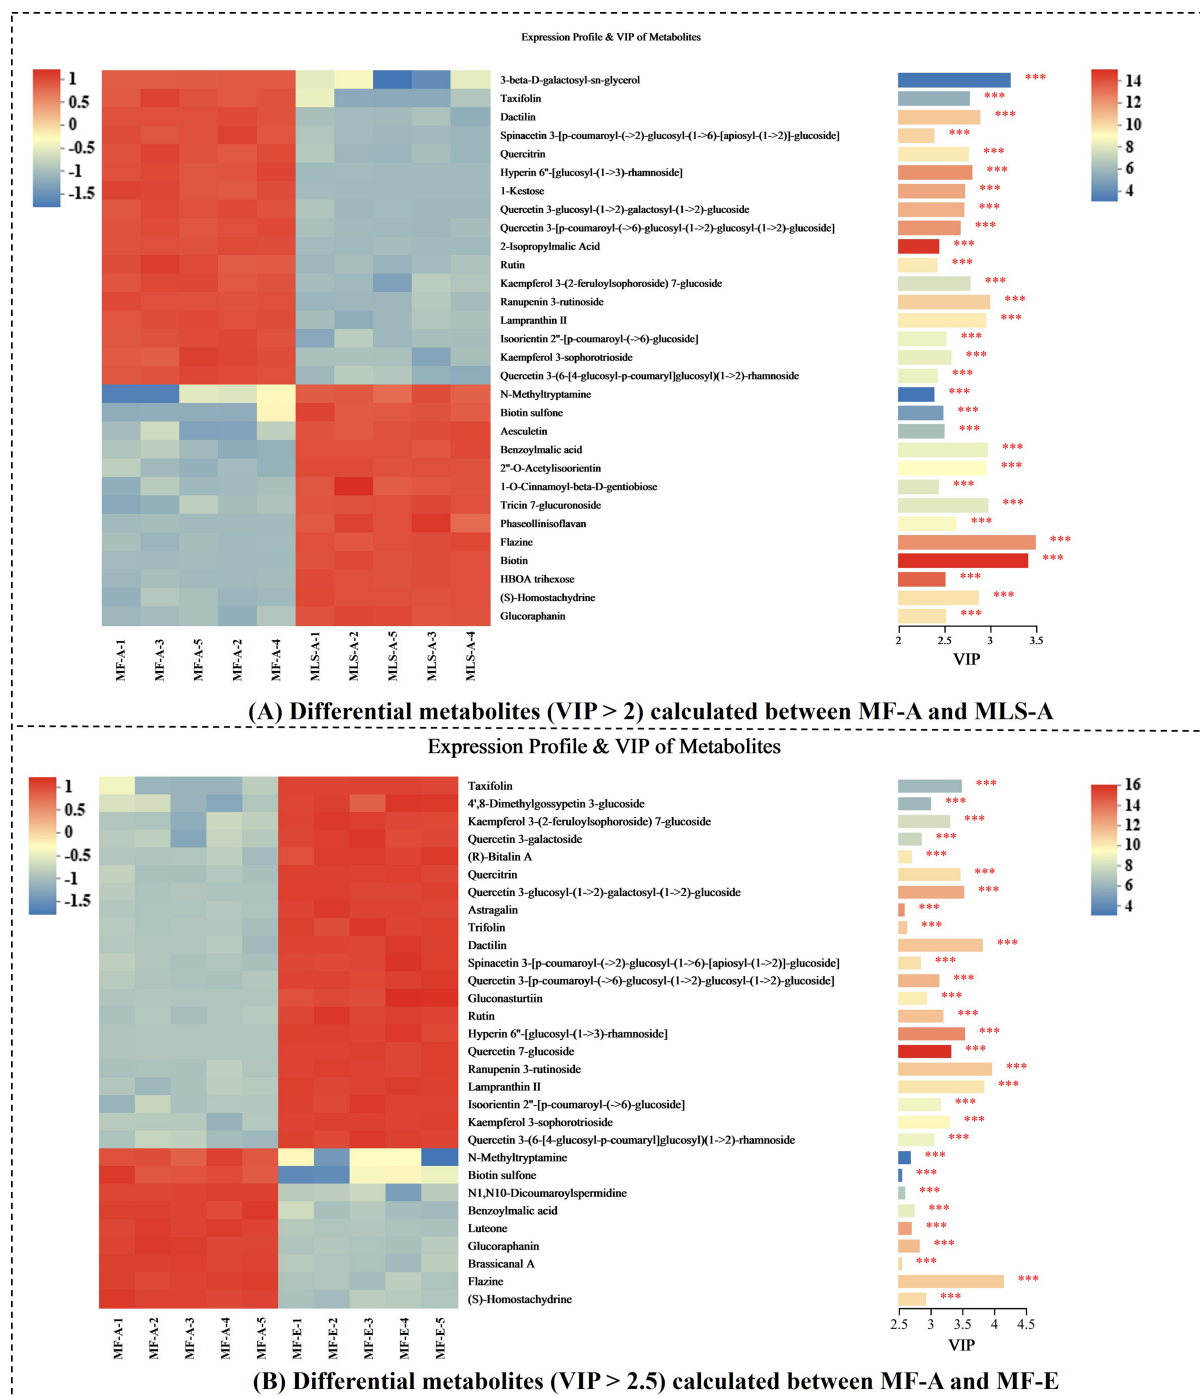 Expression Profile & VIP of Metabolites
1
0.5
0
-0.5
-1
-1.5
3-beta-D-galactosyl-sn-glycerol ***
Taxifolin ***
Dactilin ***
Spinacetin 3-[p-coumaroyl-(->2)-glucosyl-(1->6)-[apiosyl-(1->2)]-glucoside] ***
Quercitrin ***
Hyperin 6"-[glucosyl-(1->3)-rhamnoside] ***
1-Kestose ***
Quercetin 3-glucosyl-(1->2)-galactosyl-(1->2)-glucoside ***
Quercetin 3-[p-coumaroyl-(->6)-glucosyl-(1->2)-glucosyl-(1->2)-glucoside] ***
2-Isopropylmalic Acid ***
Rutin ***
Kaempferol 3-(2-feruloylsophoroside) 7-glucoside ***
Ranupenin 3-rutinoside ***
Lampranthin II ***
Isoorientin 2"-[p-coumaroyl-(->6)-glucoside] ***
Kaempferol 3-sophorotrioside ***
Quercetin 3-(6-[4-glucosyl-p-coumaryl]glucosyl)(1->2)-rhamnoside ***
N-Methyltryptamine ***
Biotin sulfone ***
Aesculetin ***
Benzoylmalic acid ***
2"-O-Acetylisoorientin ***
1-O-Cinnamoyl-beta-D-gentiobiose ***
Tricin 7-glucuronoside ***
Phaseollinisoflavan ***
Flazine ***
Biotin ***
HBOA trihexose ***
(S)-Homostachydrine ***
Glucoraphanin ***
14
12
10
8
6
4
MF-A-1 MF-A-3 MF-A-5 MF-A-2 MF-A-4 MLS-A-1 MLS-A-2 MLS-A-5 MLS-A-3 MLS-A-4
2 2.5 3 3.5
VIP
(A) Differential metabolites (VIP > 2) calculated between MF-A and MLS-A
Expression Profile & VIP of Metabolites
1
0.5
0
-0.5
-1
-1.5
Taxifolin ***
4',8-Dimethylgossypetin 3-glucoside ***
Kaempferol 3-(2-feruloylsophoroside) 7-glucoside ***
Quercetin 3-galactoside ***
(R)-Bitalin A ***
Quercitrin ***
Quercetin 3-glucosyl-(1->2)-galactosyl-(1->2)-glucoside ***
Astragalin ***
Trifolin ***
Dactilin ***
Spinacetin 3-[p-coumaroyl-(->2)-glucosyl-(1->6)-[apiosyl-(1->2)]-glucoside] ***
Quercetin 3-[p-coumaroyl-(->6)-glucosyl-(1->2)-glucosyl-(1->2)-glucoside] ***
Gluconasturtiin ***
Rutin ***
Hyperin 6"-[glucosyl-(1->3)-rhamnoside] ***
Quercetin 7-glucoside ***
Ranupenin 3-rutinoside ***
Lampranthin II ***
Isoorientin 2"-[p-coumaroyl-(->6)-glucoside] ***
Kaempferol 3-sophorotrioside ***
Quercetin 3-(6-[4-glucosyl-p-coumaryl]glucosyl)(1->2)-rhamnoside ***
N-Methyltryptamine ***
Biotin sulfone ***
N1,N10-Dicoumaroylspermidine ***
Benzoylmalic acid ***
Luteone ***
Glucoraphanin ***
Brassicanal A ***
Flazine ***
(S)-Homostachydrine ***
16
14
12
10
8
6
4
MF-A-1 MF-A-2 MF-A-3 MF-A-4 MF-A-5 MF-E-1 MF-E-2 MF-E-3 MF-E-4 MF-E-5
2.5 3 3.5 4 4.5
VIP
(B) Differential metabolites (VIP > 2.5) calculated between MF-A and MF-E